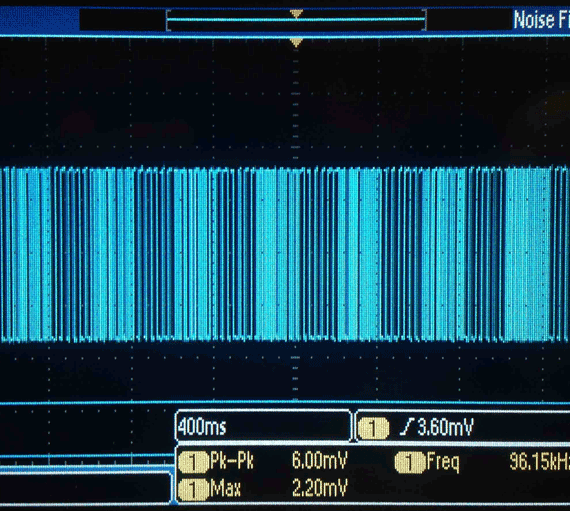 Noise Fi
400ms
1 3.60mV
1 Pk-Pk 6.00mV 1 Freq 96.15kHz
1 Max 2.20mV